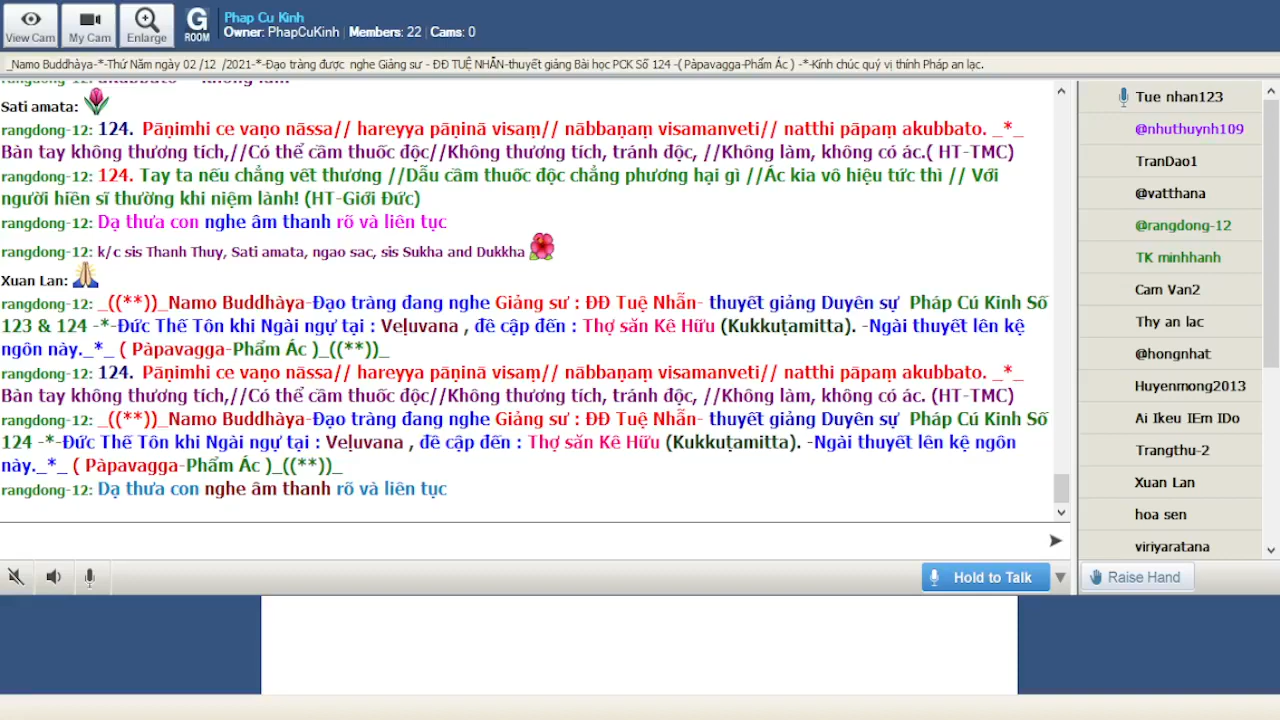 View Cam
My Cam
Enlarge
G
ROOM
Phap Cu Kinh
Owner: PhapCuKinh | Members: 22 | Cams: 0
_Namo Buddhàya-*-Thứ Năm ngày 02 /12 /2021-*-Đạo tràng được nghe Giảng sư - ĐĐ TUỆ NHẪN-thuyết giảng Bài học PCK Số 124 -( Pàpavagga-Phẩm Ác ) -*-Kính chúc quý vị thính Pháp an lạc.
Sati amata:
rangdong-12: 124. Pāṇimhi ce vaṇo nāssa// hareyya pāṇinā visaṃ// nābbaṇaṃ visamanveti// natthi pāpaṃ akubbato. _*_
Bàn tay không thương tích,//Có thể cầm thuốc độc//Không thương tích, tránh độc, //Không làm, không có ác.( HT-TMC)
rangdong-12: 124. Tay ta nếu chẳng vết thương //Dẫu cầm thuốc độc chẳng phương hại gì //Ác kia vô hiệu tức thì // Với
người hiền sĩ thường khi niệm lành! (HT-Giới Đức)
rangdong-12: Dạ thưa con nghe âm thanh rõ và liên tục
rangdong-12: k/c sis Thanh Thuy, Sati amata, ngao sac, sis Sukha and Dukkha
Xuan Lan:
rangdong-12: _((**))_Namo Buddhàya-Đạo tràng đang nghe Giảng sư : ĐĐ Tuệ Nhẫn- thuyết giảng Duyên sự Pháp Cú Kinh Số
123 & 124 -*-Đức Thế Tôn khi Ngài ngự tại : Veḷuvana , đề cập đến : Thợ săn Kê Hữu (Kukkuṭamitta). -Ngài thuyết lên kệ
ngôn này._*_ ( Pàpavagga-Phẩm Ác )_((**))_
rangdong-12: 124. Pāṇimhi ce vaṇo nāssa// hareyya pāṇinā visaṃ// nābbaṇaṃ visamanveti// natthi pāpaṃ akubbato. _*_
Bàn tay không thương tích,//Có thể cầm thuốc độc//Không thương tích, tránh độc, //Không làm, không có ác. (HT-TMC)
rangdong-12: _((**))_Namo Buddhàya-Đạo tràng đang nghe Giảng sư : ĐĐ Tuệ Nhẫn- thuyết giảng Duyên sự Pháp Cú Kinh Số
124 -*-Đức Thế Tôn khi Ngài ngự tại : Veḷuvana , đề cập đến : Thợ săn Kê Hữu (Kukkuṭamitta). -Ngài thuyết lên kệ ngôn
này._*_ ( Pàpavagga-Phẩm Ác )_((**))_
rangdong-12: Dạ thưa con nghe âm thanh rõ và liên tục
Hold to Talk
Tue nhan123
@nhuthuynh109
TranDao1
@vatthana
@rangdong-12
TK minhhanh
Cam Van2
Thy an lac
@hongnhat
Huyenmong2013
Ai Ikeu IEm IDo
Trangthu-2
Xuan Lan
hoa sen
viriyaratana
Raise Hand